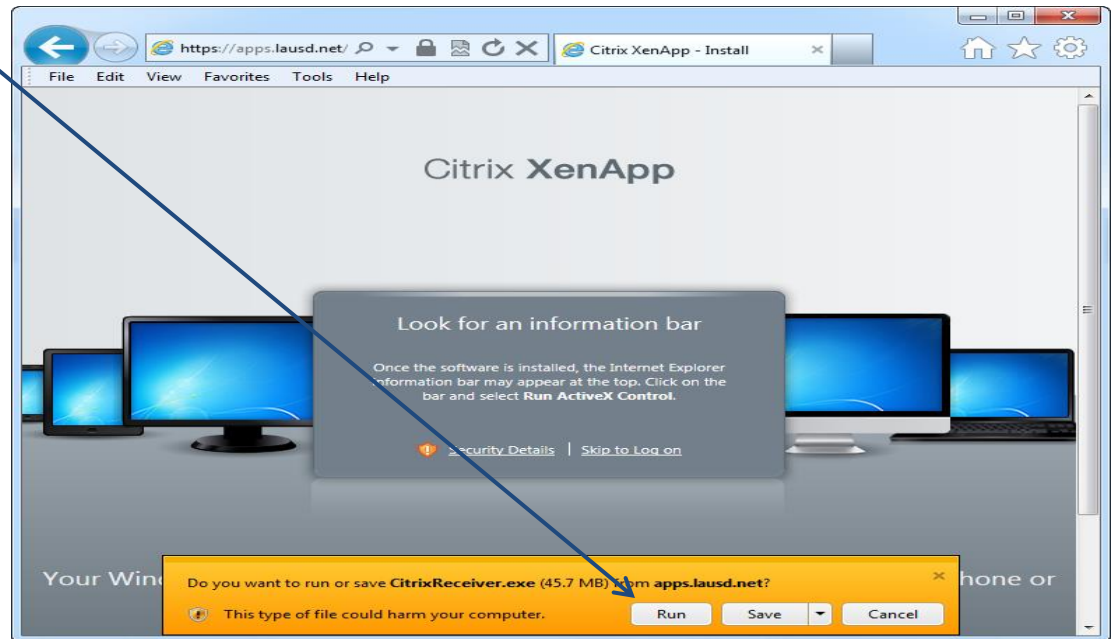 https://apps.lausd.net/
Citrix XenApp - Install
File Edit View Favorites Tools Help
Citrix XenApp
Look for an information bar
Once the software is installed, the Internet Explorer
information bar may appear at the top. Click on the
bar and select Run ActiveX Control.
Security Details | Skip to Log on
Your Win hone or
Do you want to run or save CitrixReceiver.exe (45.7 MB) from apps.lausd.net?
This type of file could harm your computer. Run Save Cancel